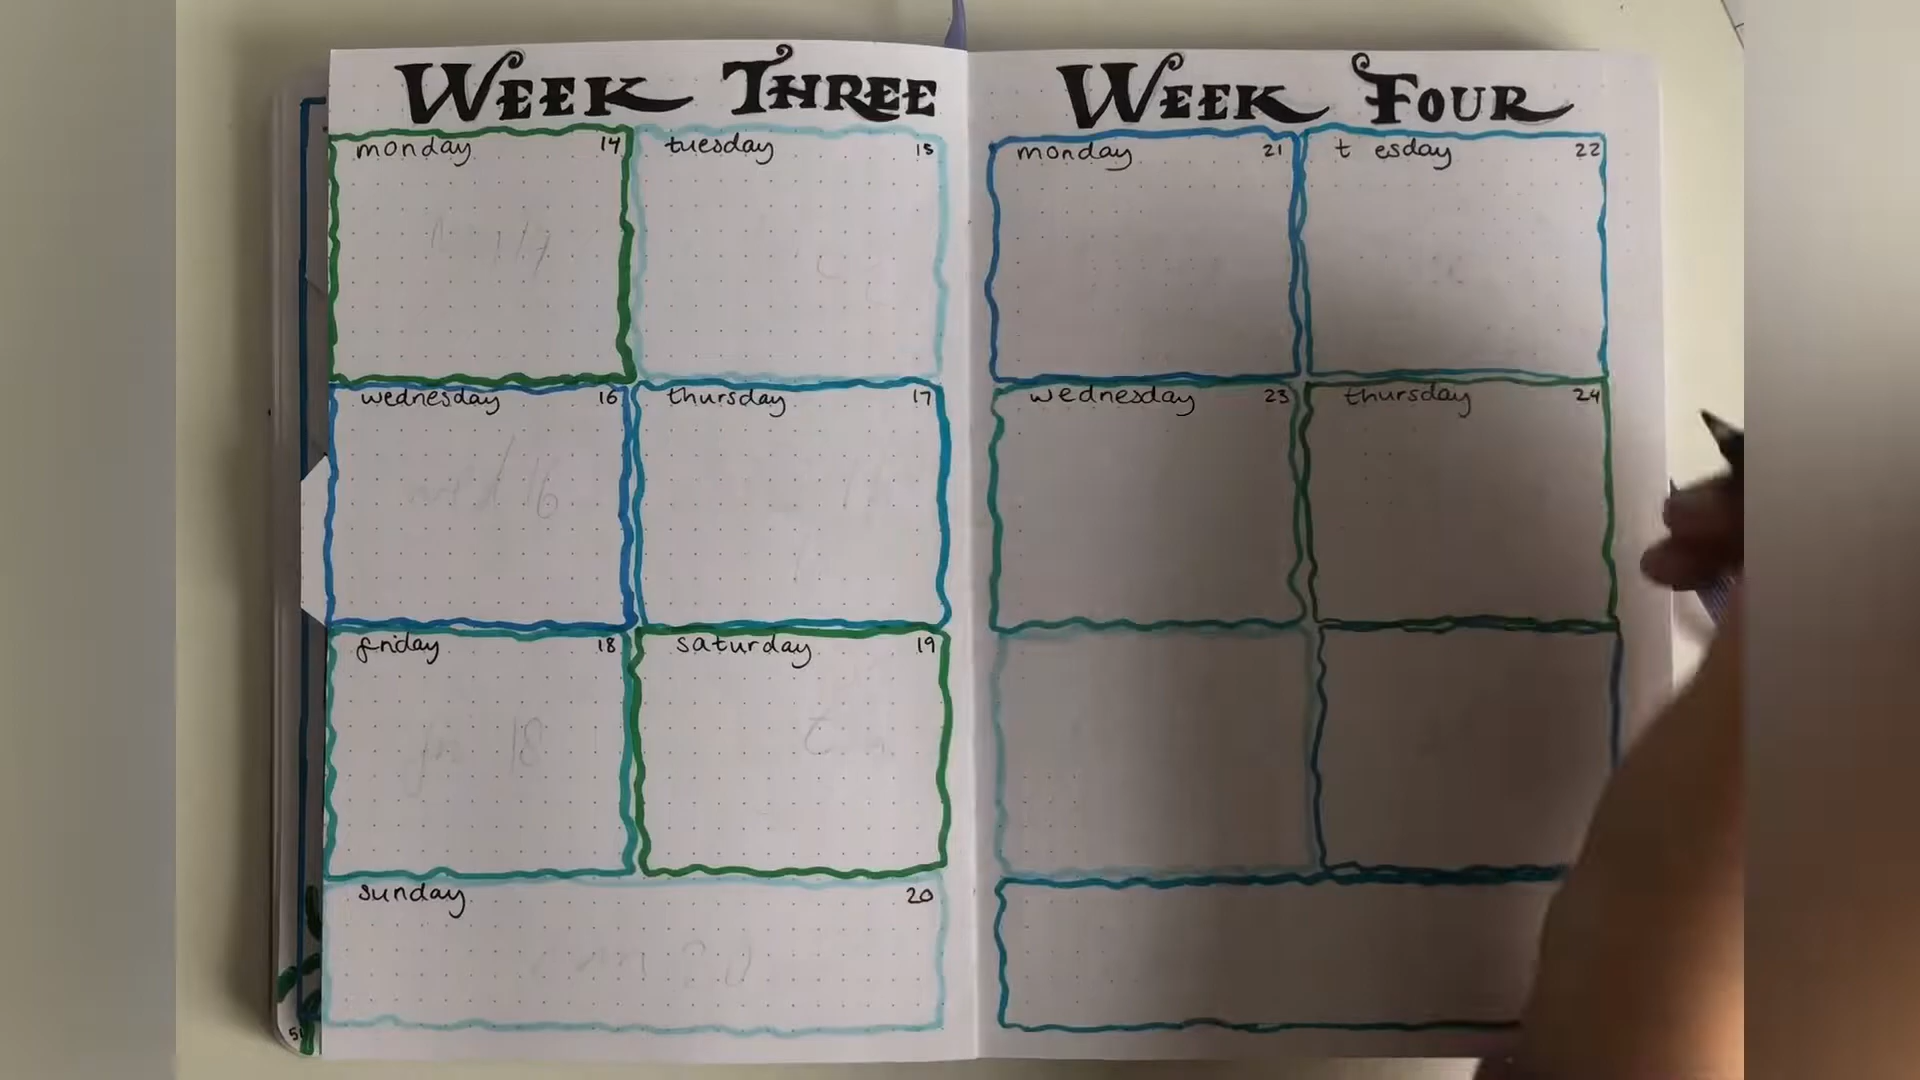 WEEK THREE
monday 14
tuesday 15
wednesday 16
thursday 17
friday 18
saturday 19
sunday 20
WEEK FOUR
monday 21
t esday 22
wednesday 23
thursday 24